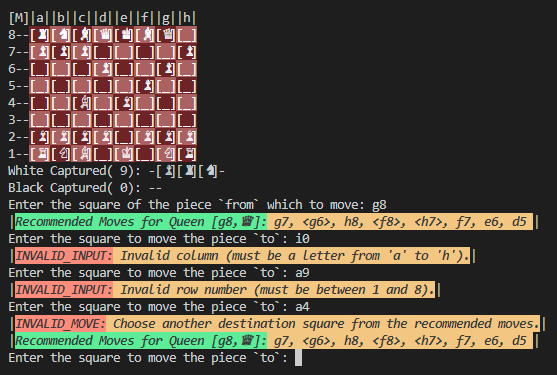 [M]|a||b||c||d||e||f||g||h|
8--[♜][♞][♝][♛][♚][♝][♛][_]
7--[♟][♟][♟][_][_][_][_][♟]
6--[_][_][_][♟][_][_][♟][_]
5--[_][_][_][_][_][♟][_][_]
4--[_][_][♗][_][♙][_][_][_]
3--[_][_][_][_][_][_][_][_]
2--[♙][♙][♙][♙][_][♙][♙][♙]
1--[♖][♘][♗][♕][♔][_][♘][♖]
White Captured( 9): -[♟][♜][♞]-
Black Captured( 0): --
Enter the square of the piece `from` which to move: g8
|Recommended Moves for Queen [g8,♛]: g7, <g6>, h8, <f8>, <h7>, f7, e6, d5 |
Enter the square to move the piece `to`: i0
|INVALID_INPUT: Invalid column (must be a letter from 'a' to 'h').|
Enter the square to move the piece `to`: a9
|INVALID_INPUT: Invalid row number (must be between 1 and 8).|
Enter the square to move the piece `to`: a4
|INVALID_MOVE: Choose another destination square from the recommended moves.|
|Recommended Moves for Queen [g8,♛]: g7, <g6>, h8, <f8>, <h7>, f7, e6, d5 |
Enter the square to move the piece `to`: